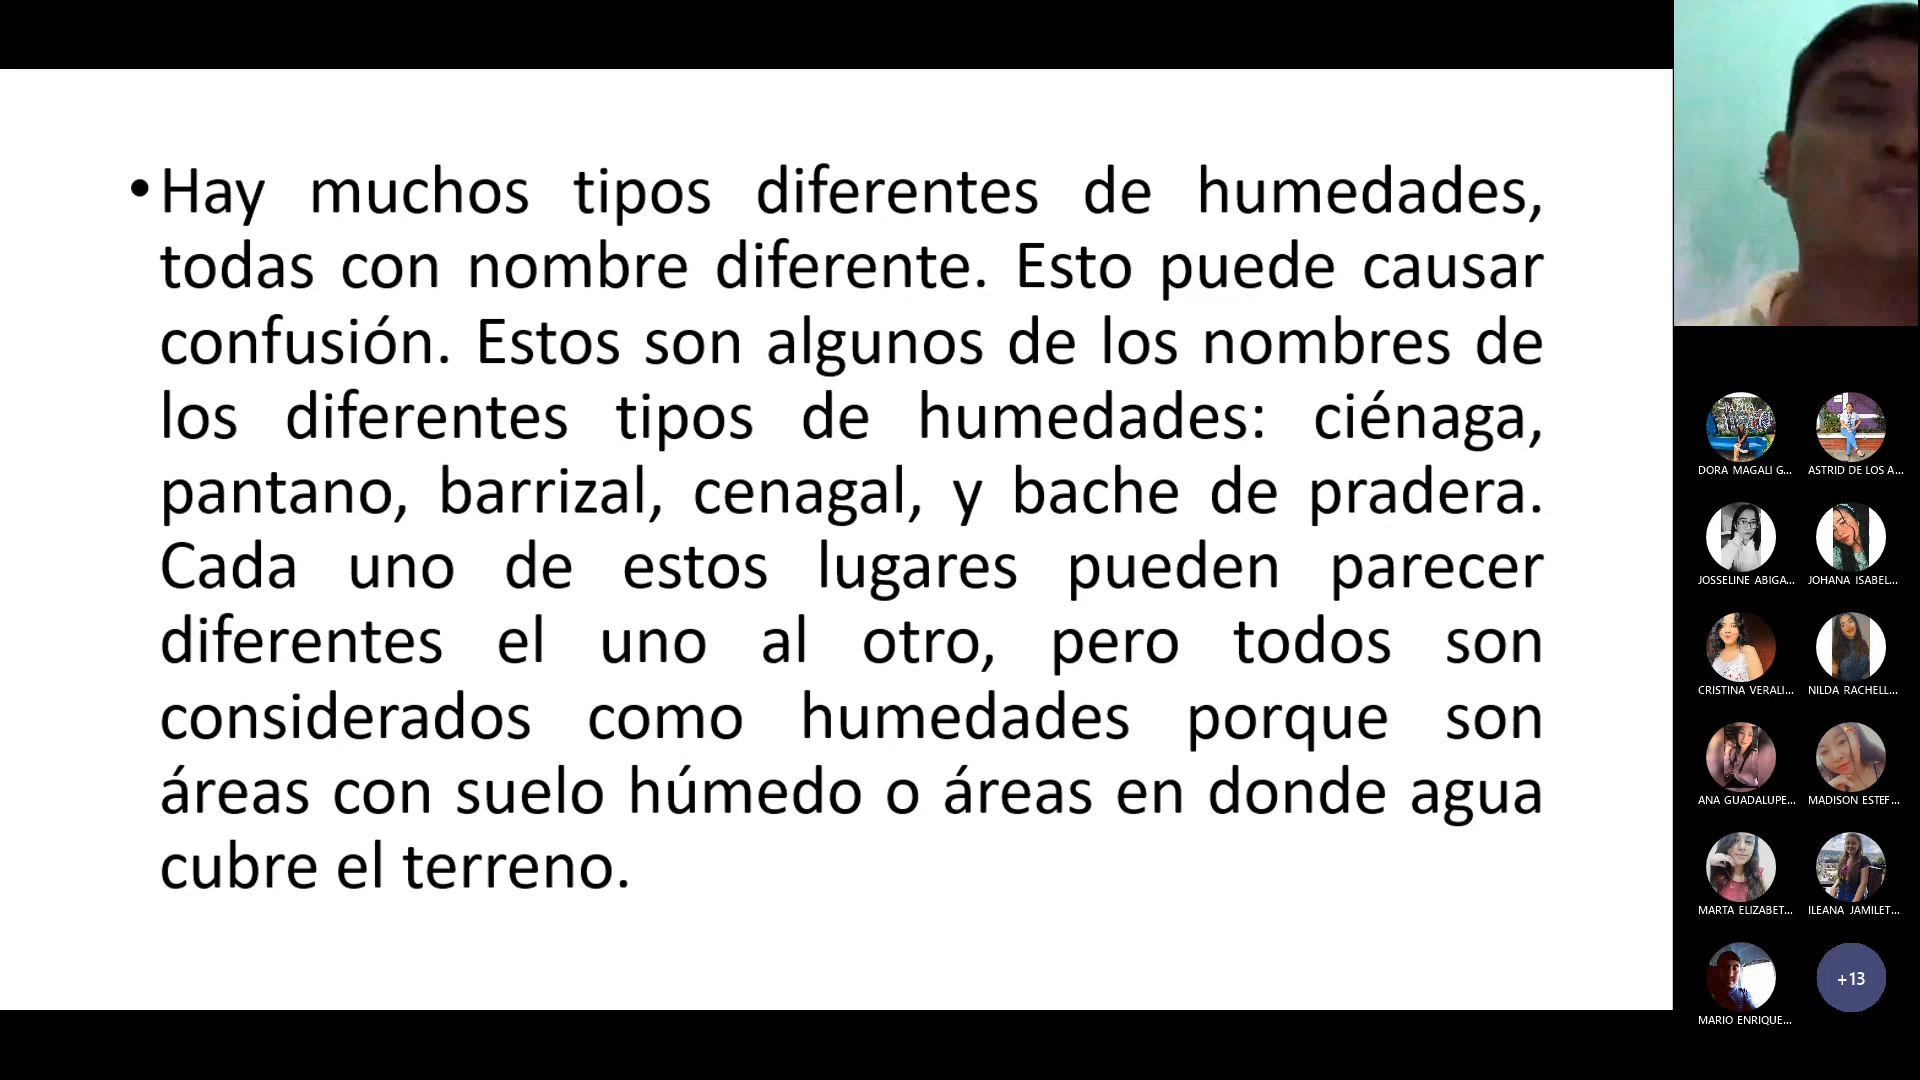 • Hay muchos tipos diferentes de humedades,
todas con nombre diferente. Esto puede causar
confusión. Estos son algunos de los nombres de
los diferentes tipos de humedades: ciénaga,
pantano, barrizal, cenagal, y bache de pradera.
Cada uno de estos lugares pueden parecer
diferentes el uno al otro, pero todos son
considerados como humedades porque son
áreas con suelo húmedo o áreas en donde agua
cubre el terreno.
DORA MAGALI G...
ASTRID DE LOS A...
JOSSELINE ABIGA...
JOHANA ISABEL...
CRISTINA VERALI...
NILDA RACHELL...
ANA GUADALUPE...
MADISON ESTEF...
MARTA ELIZABET...
ILEANA JAMILET...
MARIO ENRIQUE...
+13